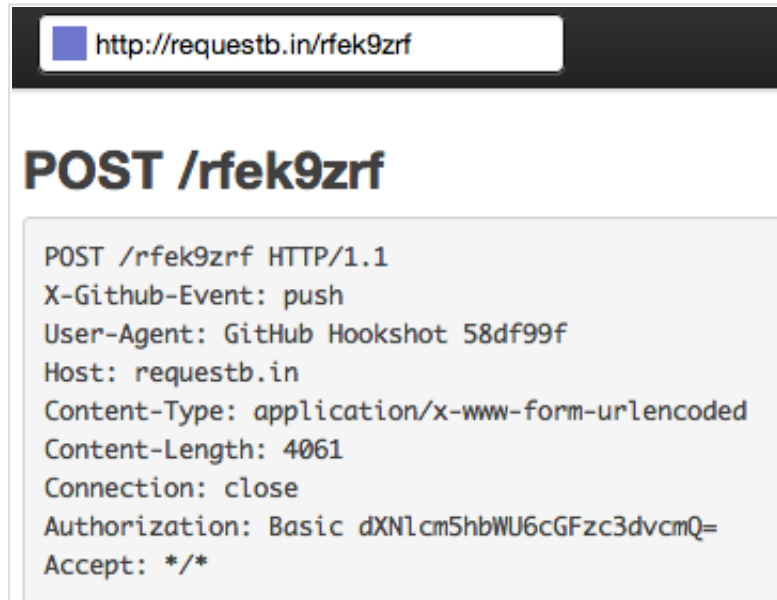 http://requestb.in/rfek9zrf
POST /rfek9zrf
POST /rfek9zrf HTTP/1.1
X-Github-Event: push
User-Agent: GitHub Hookshot 58df99f
Host: requestb.in
Content-Type: application/x-www-form-urlencoded
Content-Length: 4061
Connection: close
Authorization: Basic dXNlcm5hbWU6cGFzc3dvcmQ=
Accept: */*